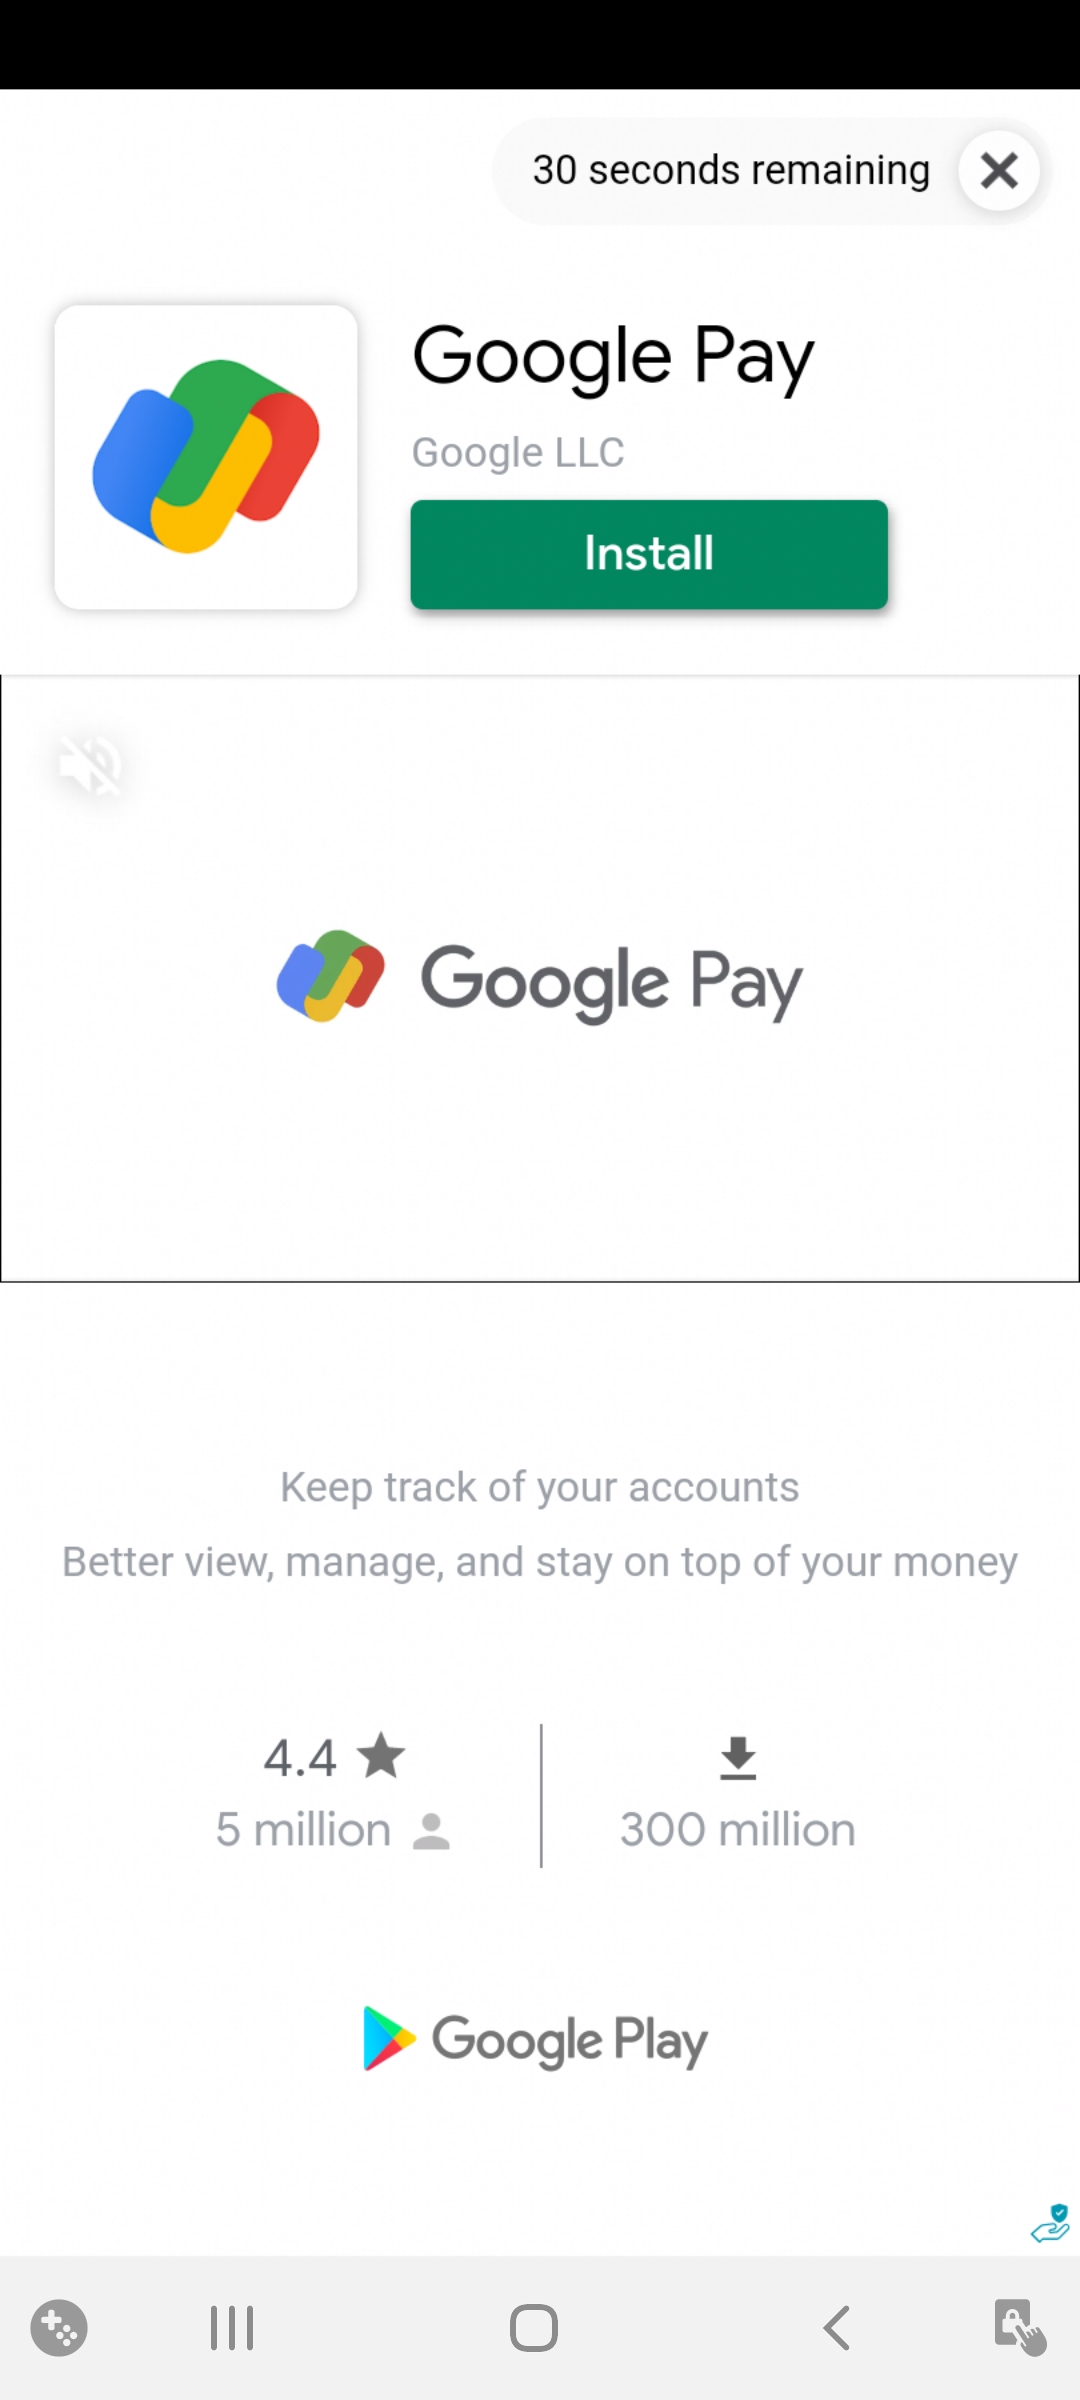 30 seconds remaining
Google Pay
Google LLC
Install
Google Pay
Keep track of your accounts
Better view, manage, and stay on top of your money
4.4
5 million
300 million
Google Play